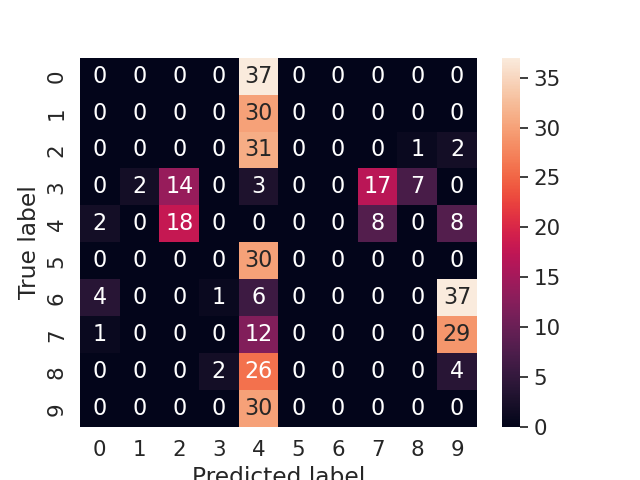 0 0 0 0 0 37 0 0 0 0 0 35
1 0 0 0 0 30 0 0 0 0 0 30
2 0 0 0 0 31 0 0 0 1 2 25
3 0 2 14 0 3 0 0 17 7 0 20
4 2 0 18 0 0 0 0 8 0 8
5 0 0 0 0 30 0 0 0 0 0 15
6 4 0 0 1 6 0 0 0 0 37 10
7 1 0 0 0 12 0 0 0 0 29
8 0 0 0 2 26 0 0 0 0 4 5
9 0 0 0 0 30 0 0 0 0 0 0
True label
0 1 2 3 4 5 6 7 8 9
Predicted label